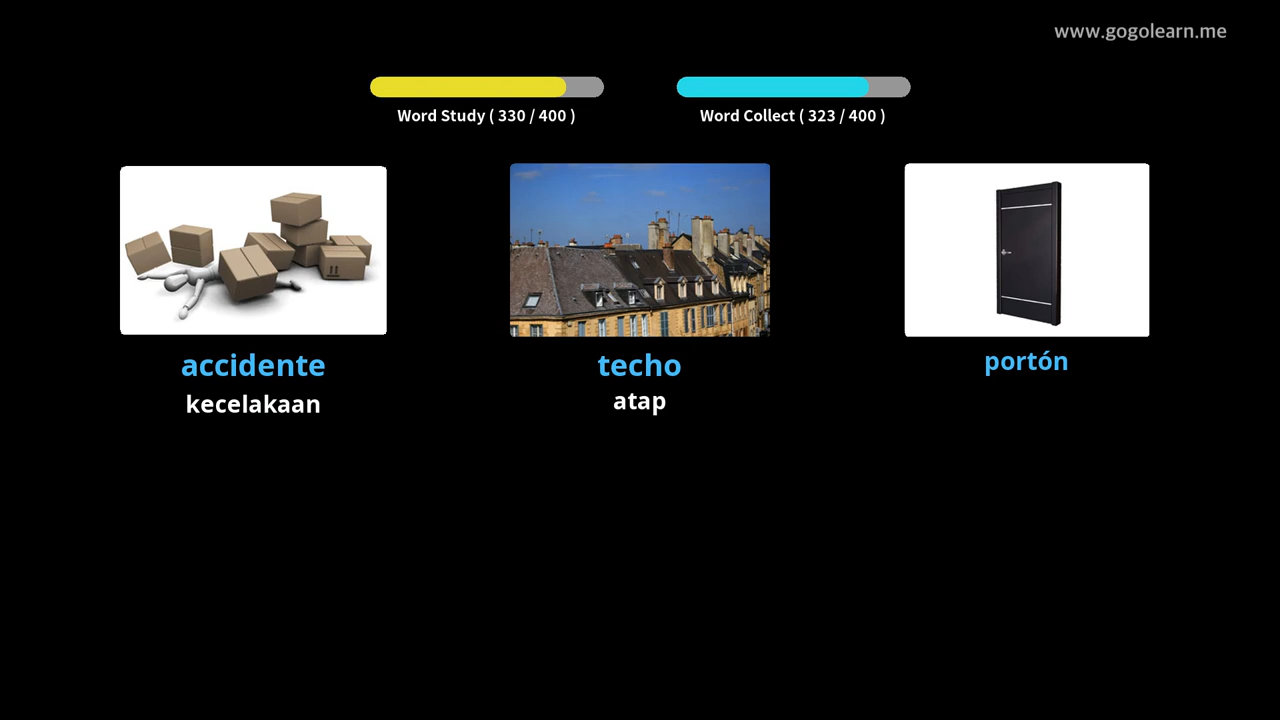 www.gogolearn.me
Word Study ( 330 / 400 )
Word Collect ( 323 / 400 )
accidente
kecelakaan
techo
atap
portón